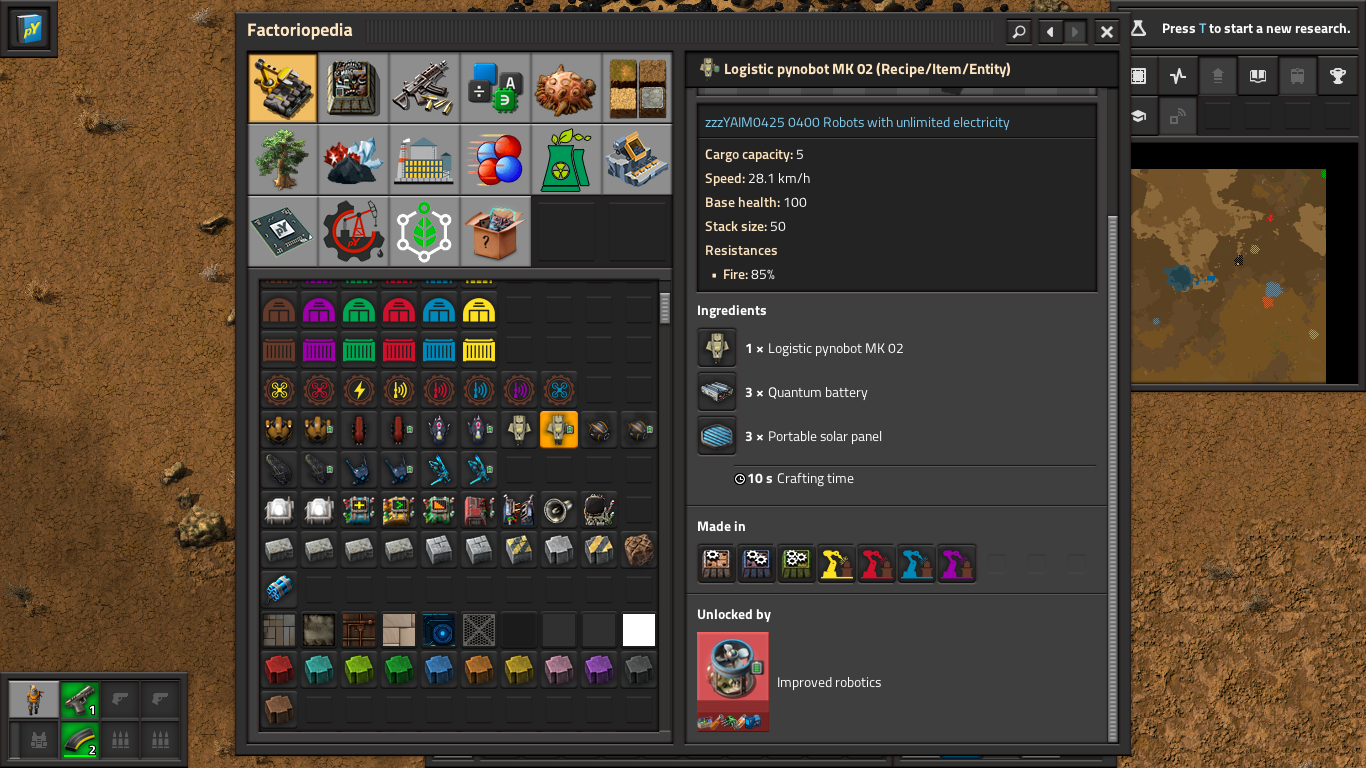 pY
Factoriopedia
Press T to start a new research.
Logistic pynobot MK 02 (Recipe/Item/Entity)
A
?
pY
pY
zzzYAIM0425 0400 Robots with unlimited electricity
Cargo capacity: 5
Speed: 28.1 km/h
Base health: 100
Stack size: 50
Resistances
Fire: 85%
Ingredients
1 × Logistic pynobot MK 02
3 × Quantum battery
3 × Portable solar panel
10 s Crafting time
Made in
Unlocked by
Improved robotics
1
2